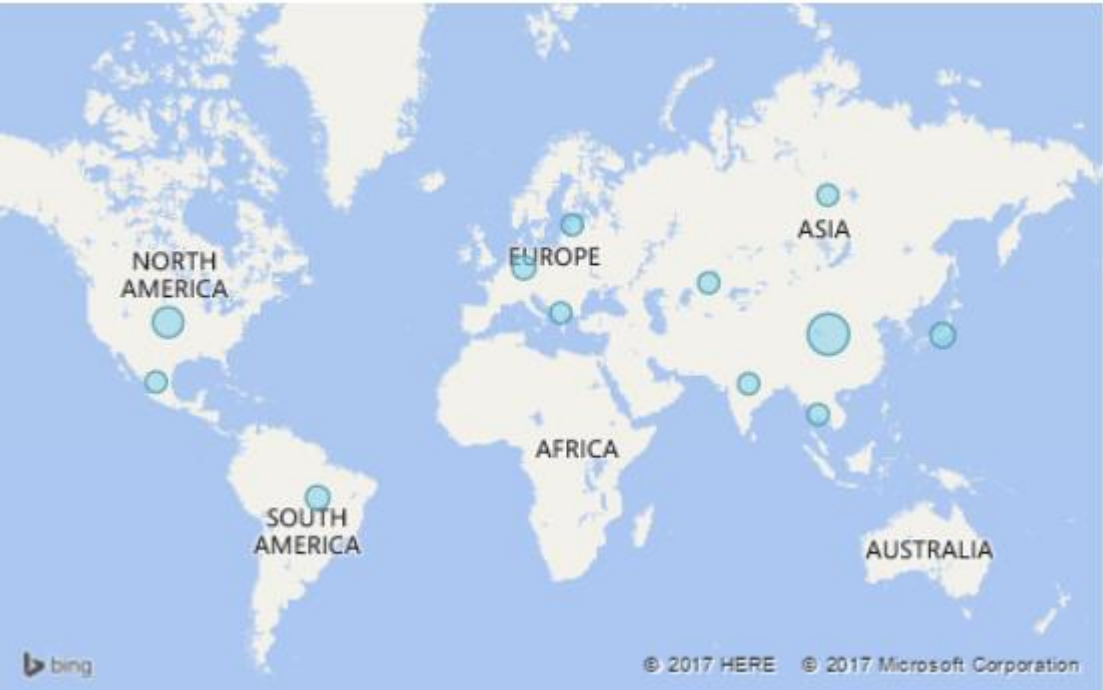 ASIA
NORTH
AMERICA
EUROPE
AFRICA
SOUTH
AMERICA
AUSTRALIA
bing
© 2017 HERE © 2017 Microsoft Corporation